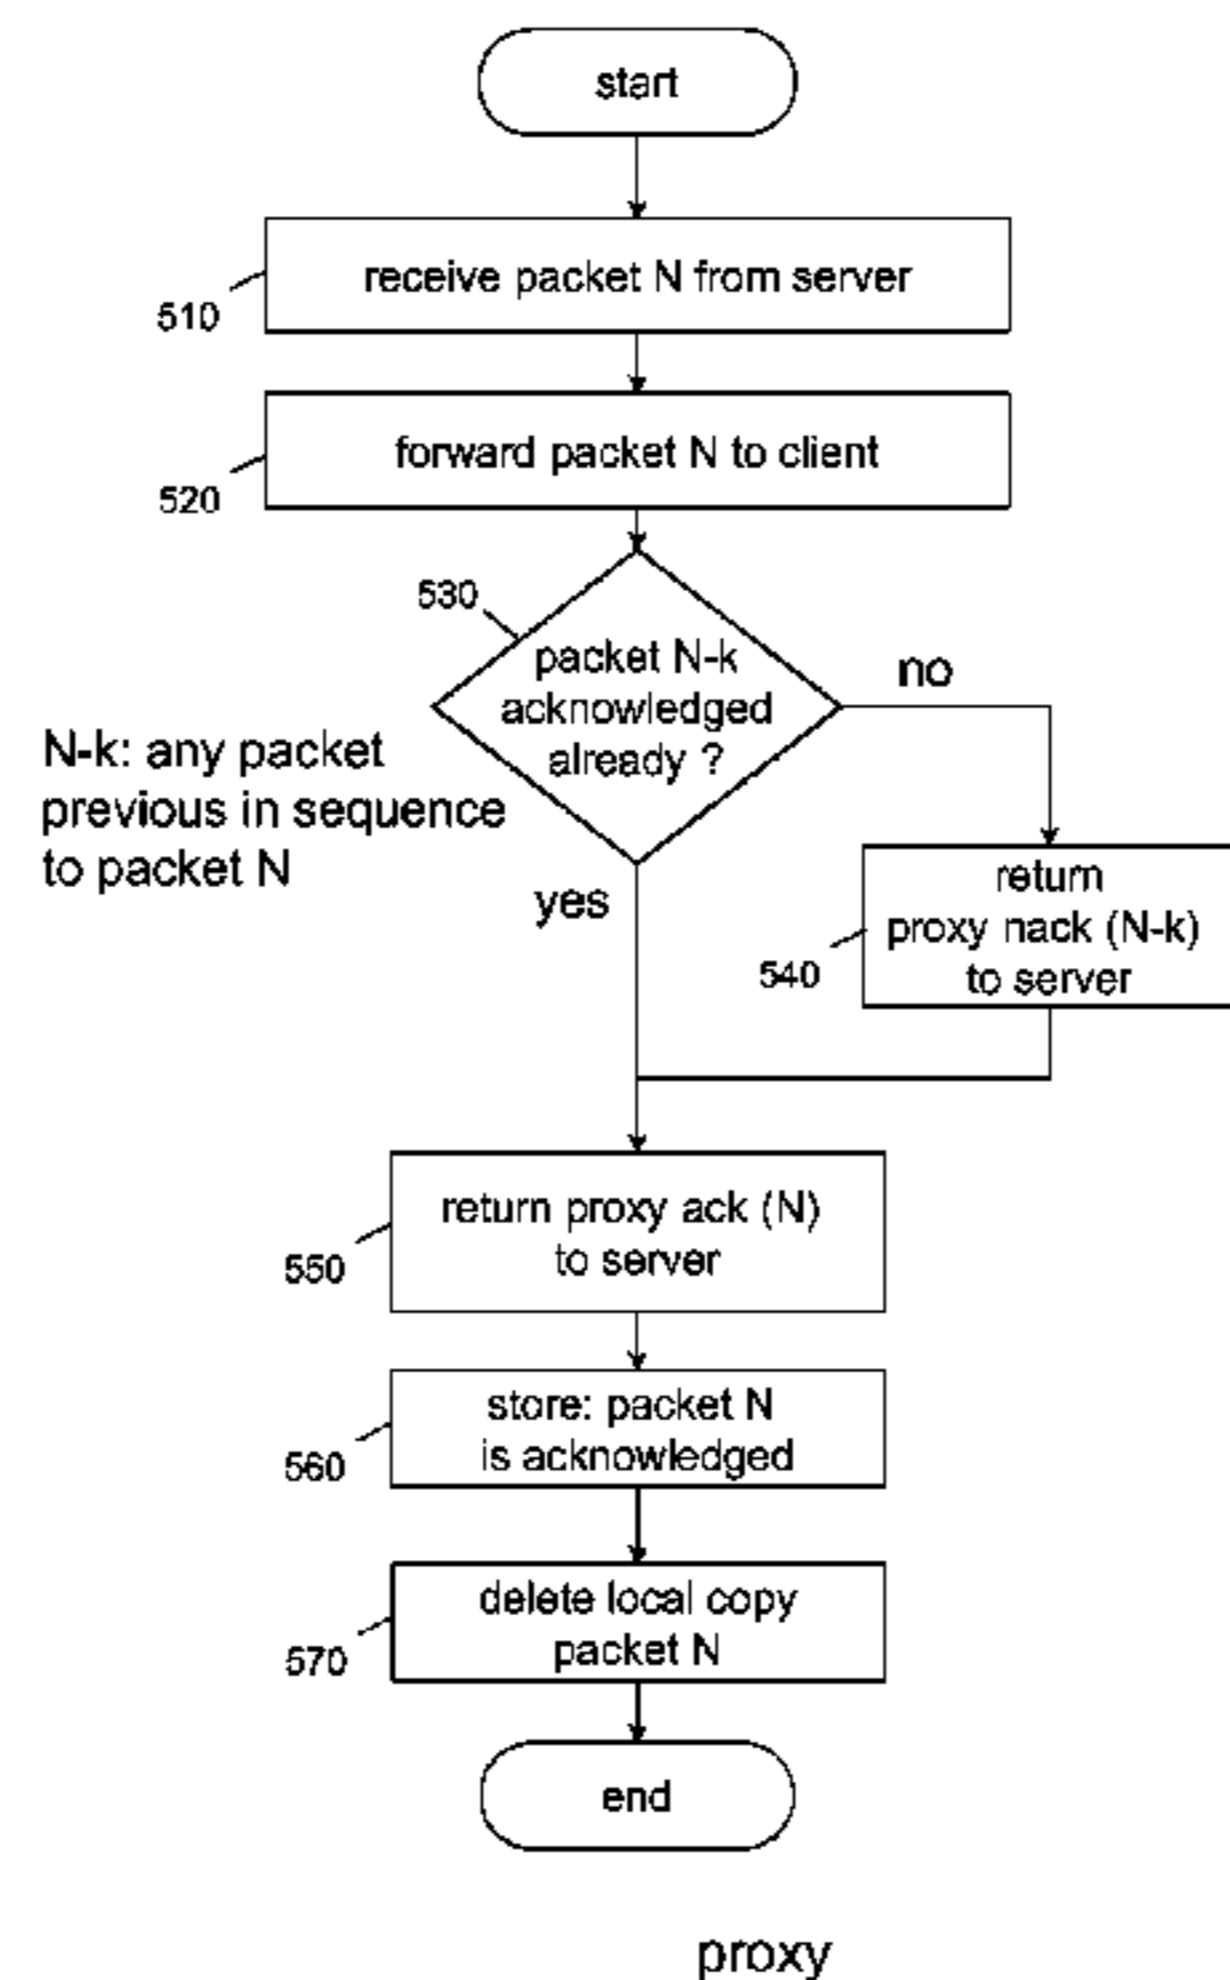 start
receive packet N from server
510
forward packet N to client
520
530
packet N-k
acknowledged
already ?
no
N-k: any packet
previous in sequence
to packet N
yes
return
proxy nack (N-k)
to server
540
return proxy ack (N)
to server
550
store: packet N
is acknowledged
560
delete local copy
packet N
570
end
proxy